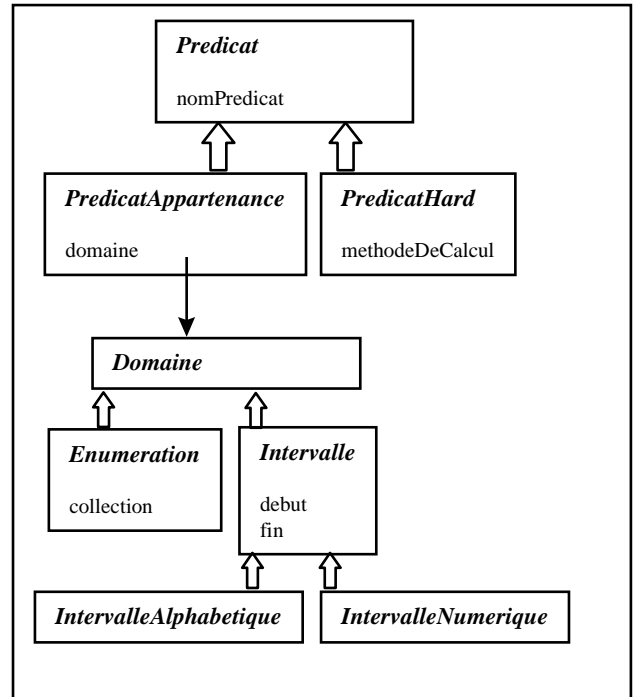 Predicat
nomPredicat
PredicatAppartenance
domaine
PredicatHard
methodeDeCalcul
Domaine
Enumeration
collection
Intervalle
debut
fin
IntervalleAlphabetique
IntervalleNumerique